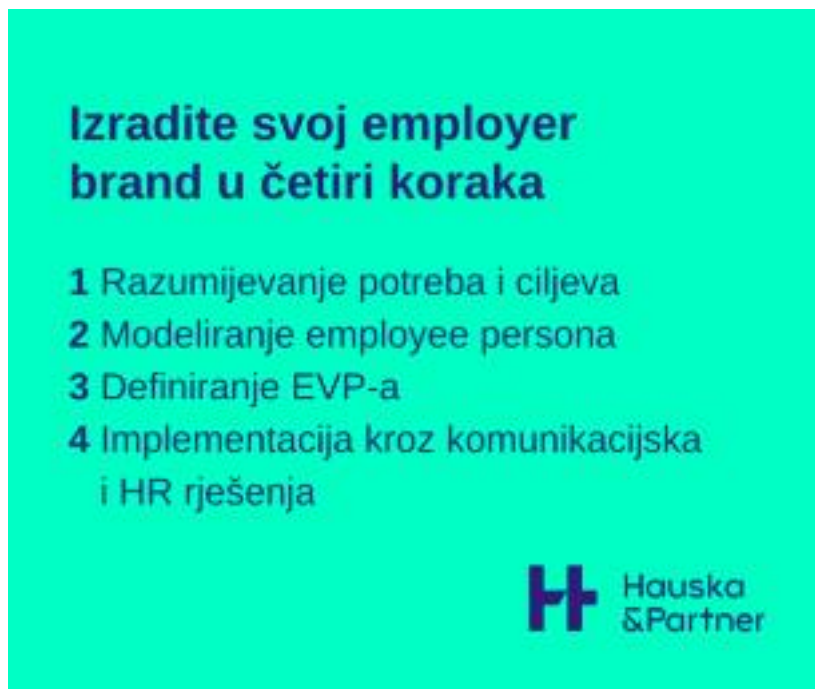 Izradite svoj employer
brand u četiri koraka
1 Razumijevanje potreba i ciljeva
2 Modeliranje employee persona
3 Definiranje EVP-a
4 Implementacija kroz komunikacijska
i HR rješenja
Hauska
&Partner